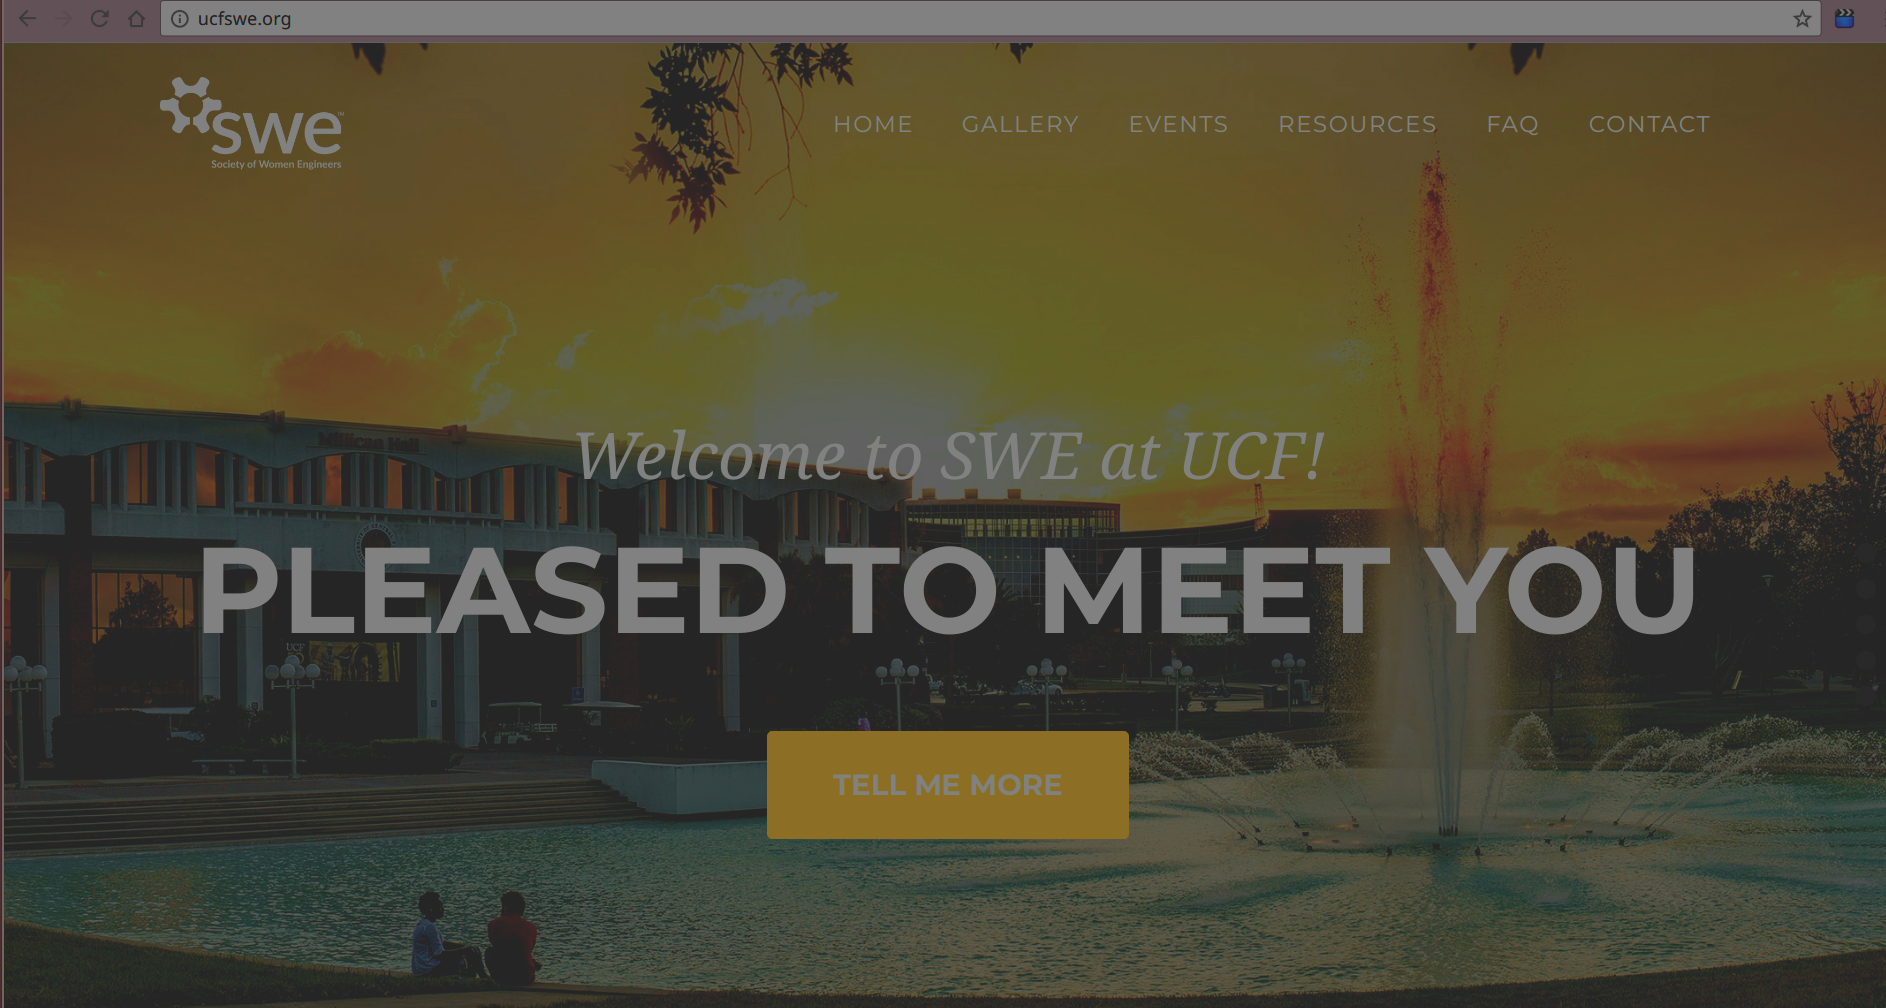 ucfswe.org
swe
Society of Women Engineers
HOME GALLERY EVENTS RESOURCES FAQ CONTACT
Millican Hall
Welcome to SWE at UCF!
PLEASED TO MEET YOU
UCF
TELL ME MORE